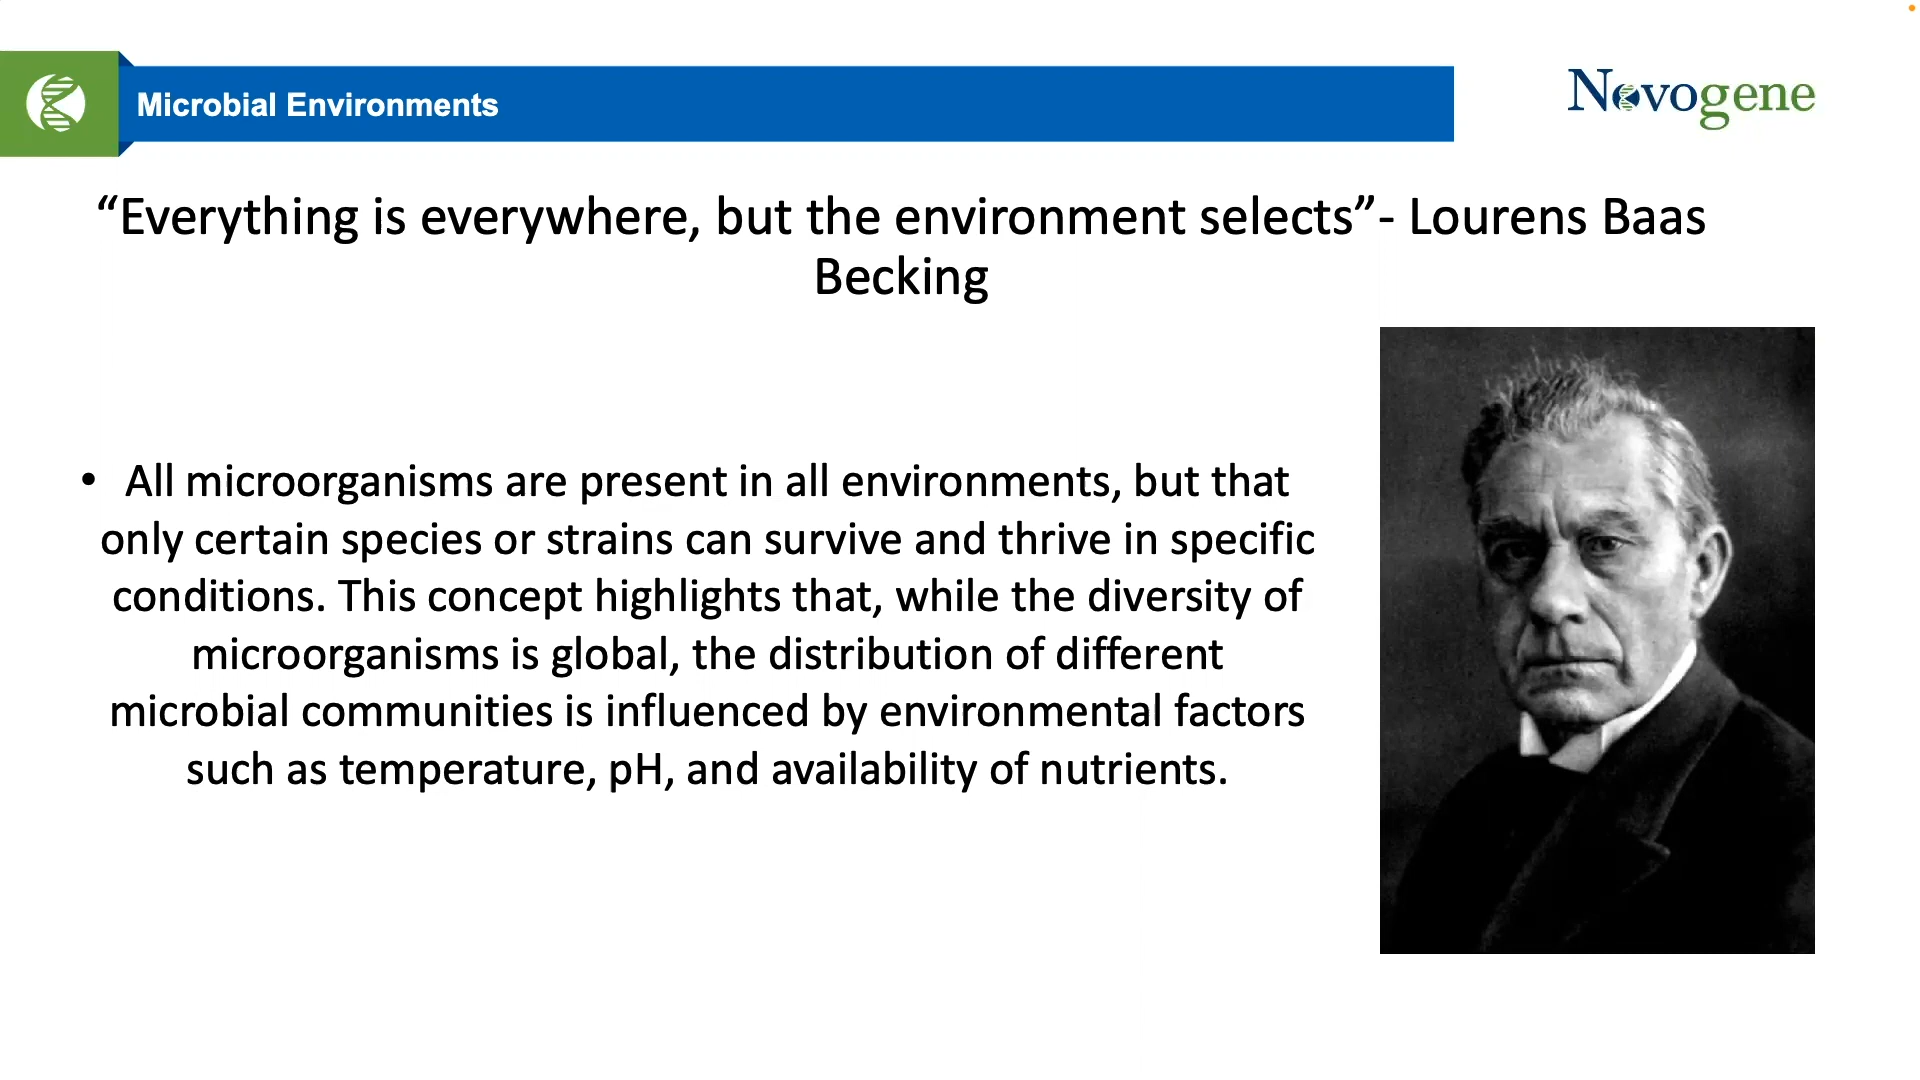 Microbial Environments
Novogene
“Everything is everywhere, but the environment selects”- Lourens Baas
Becking
• All microorganisms are present in all environments, but that
only certain species or strains can survive and thrive in specific
conditions. This concept highlights that, while the diversity of
microorganisms is global, the distribution of different
microbial communities is influenced by environmental factors
such as temperature, pH, and availability of nutrients.